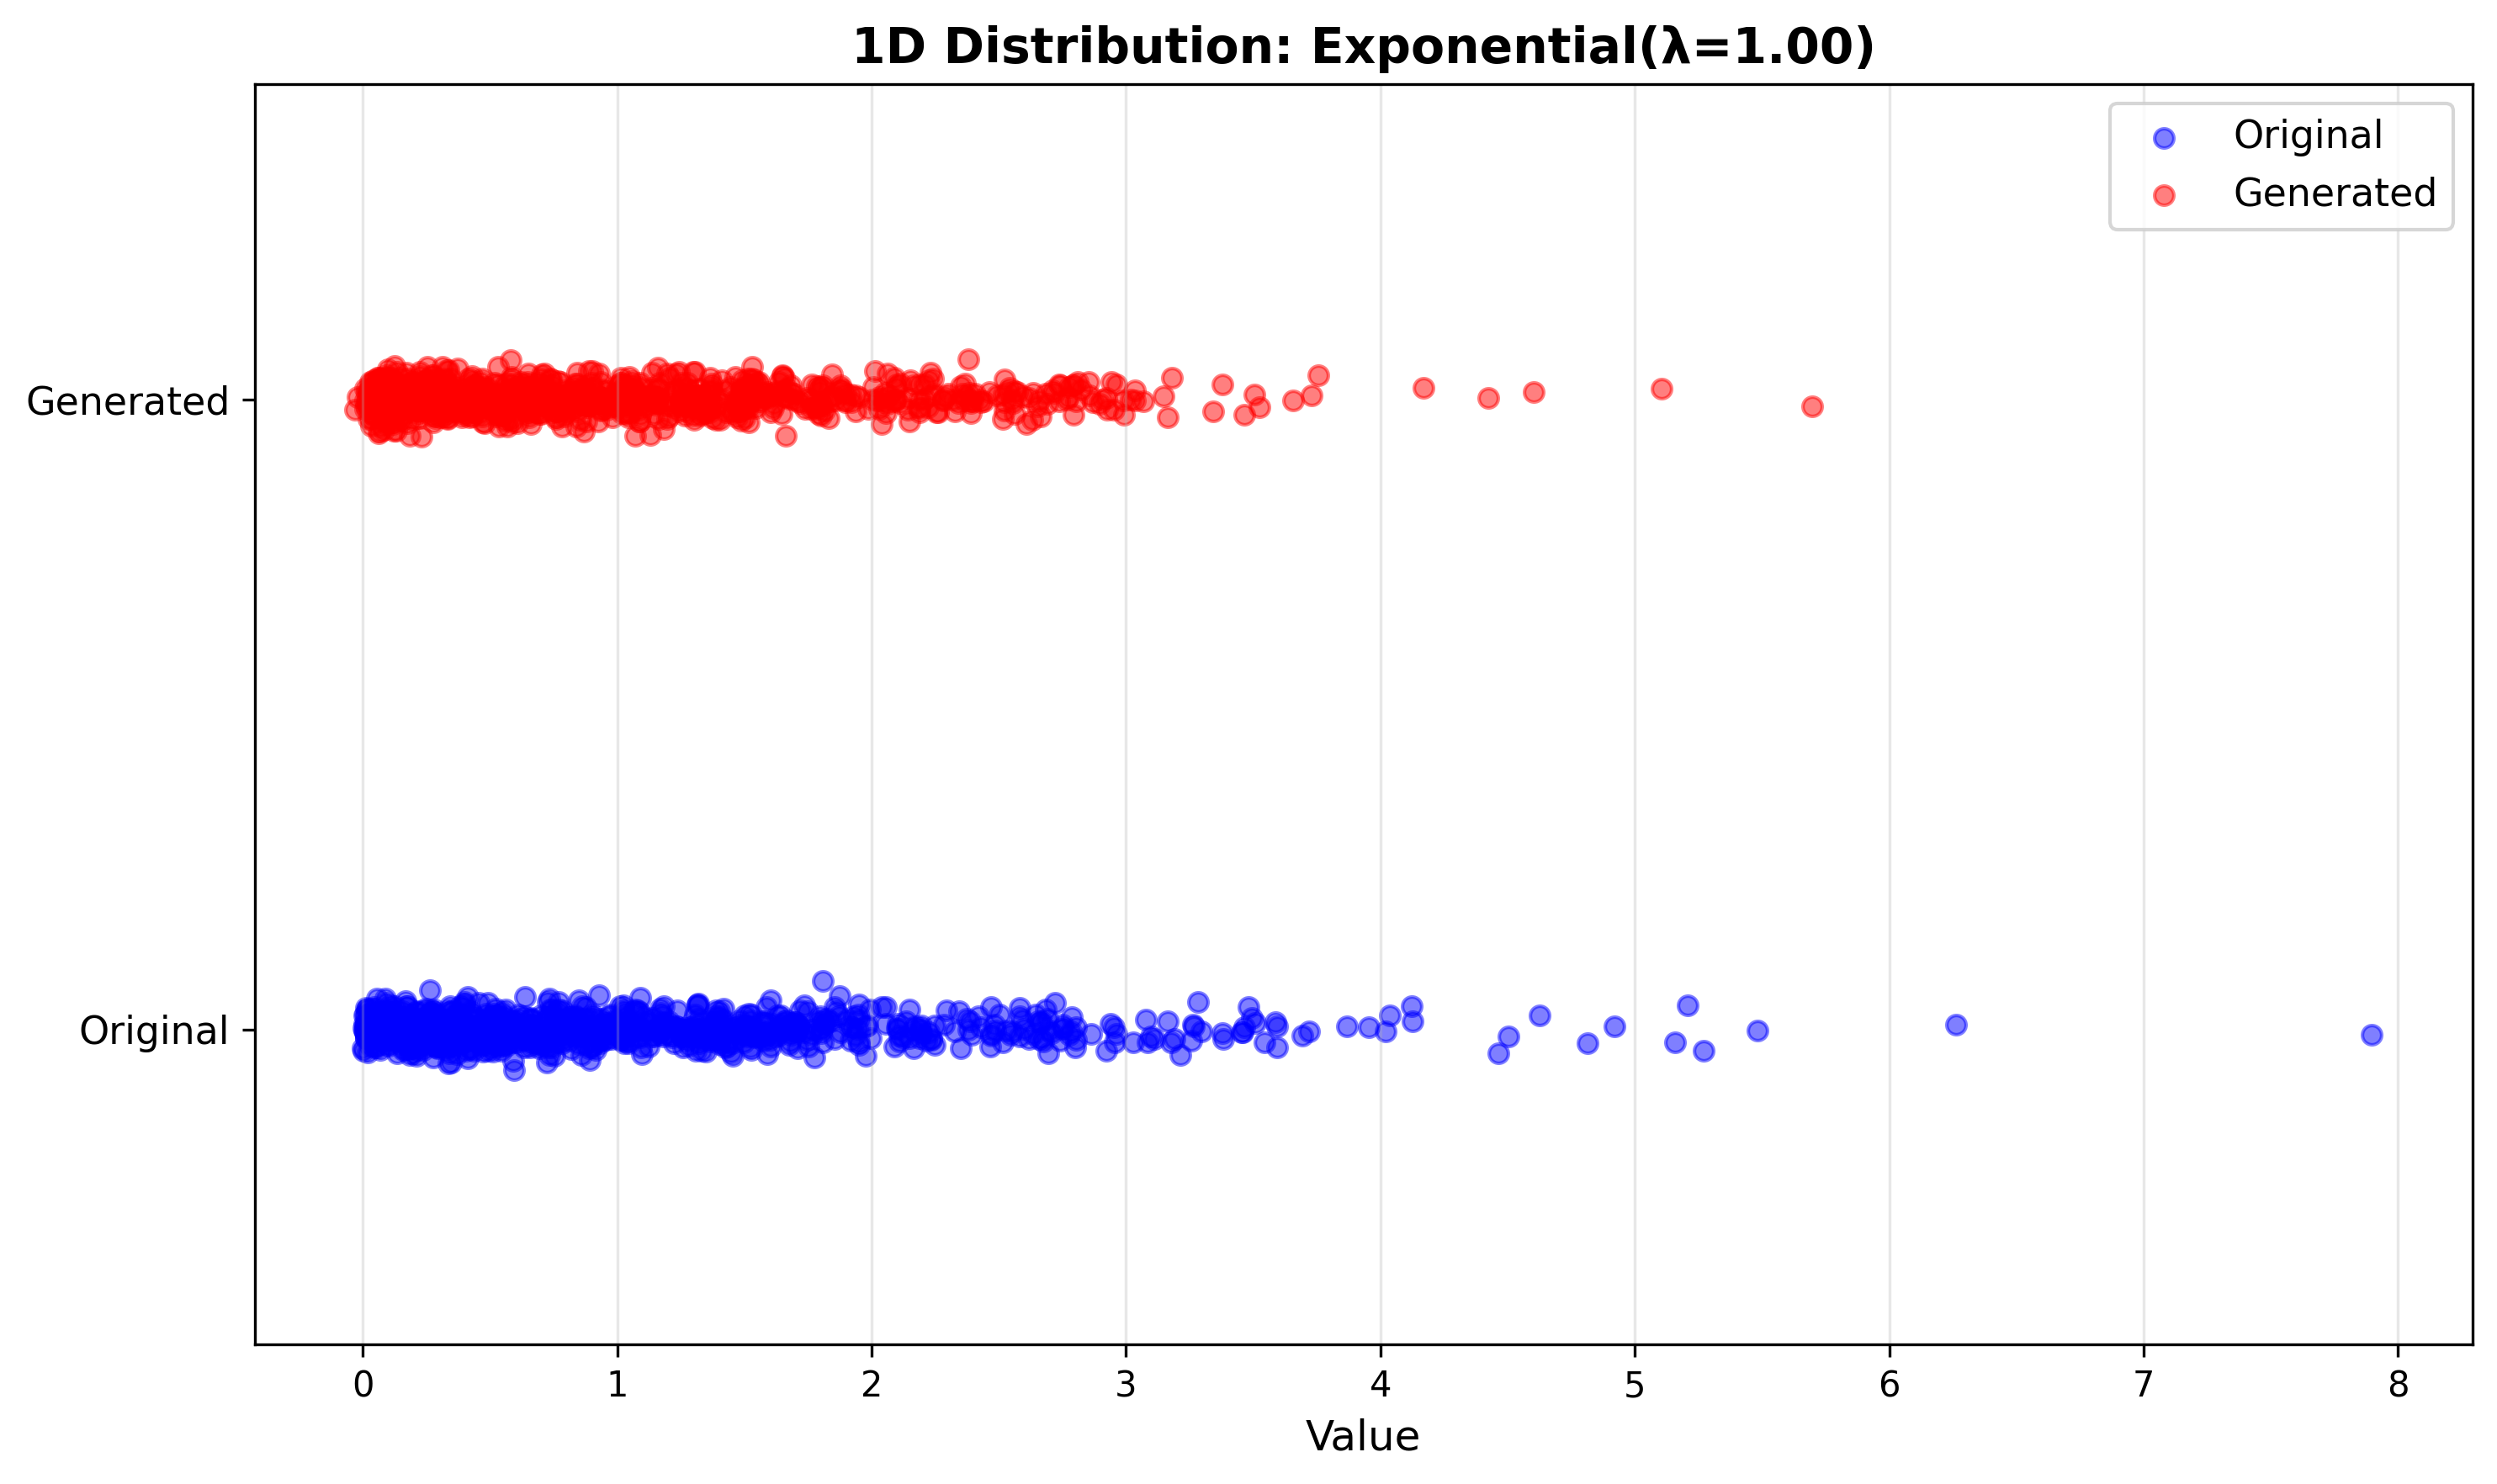 1D Distribution: Exponential(λ=1.00)
Original
Generated
Generated
Original
0 1 2 3 4 5 6 7 8
Value